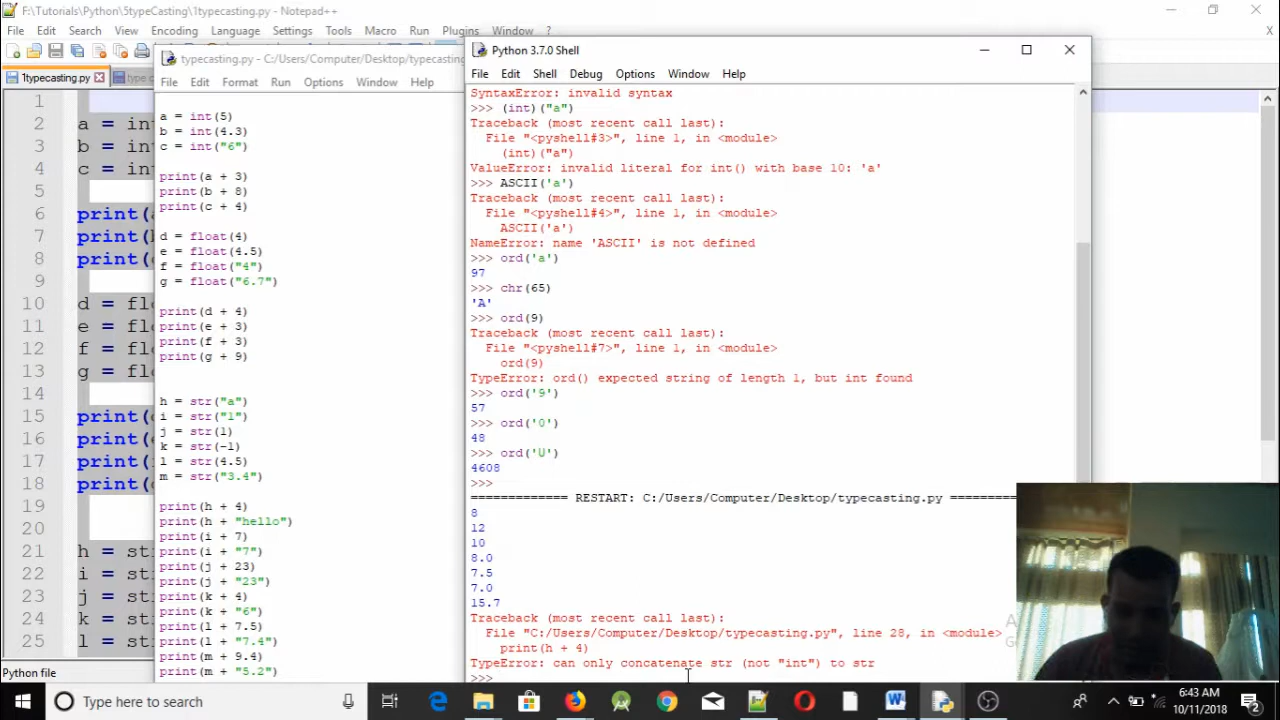 F:\Tutorials\Python\5typeCasting\1typecasting.py - Notepad++
File Edit Search View Encoding Language Settings Tools Macro Run Plugins Window ? X
1typecasting.py type c
1
2 a = int
3 b = int
4 c = int
5
6 print(
7 print(
8 print(
9
10 d = flo
11 e = flo
12 f = flo
13 g = flo
14
15 print(
16 print(
17 print(
18 print(
19
20
21 h = st
22 i = st
23 j = st
24 k = st
25 l = st
Python file
typecasting.py - C:/Users/Computer/Desktop/typecasting
File Edit Format Run Options Window Help
a = int(5)
b = int(4.3)
c = int("6")
print(a + 3)
print(b + 8)
print(c + 4)
d = float(4)
e = float(4.5)
f = float("4")
g = float("6.7")
print(d + 4)
print(e + 3)
print(f + 3)
print(g + 9)
h = str("a")
i = str("1")
j = str(1)
k = str(-1)
l = str(4.5)
m = str("3.4")
print(h + 4)
print(h + "hello")
print(i + 7)
print(i + "7")
print(j + 23)
print(j + "23")
print(k + 4)
print(k + "6")
print(l + 7.5)
print(l + "7.4")
print(m + 9.4)
print(m + "5.2")
Python 3.7.0 Shell
File Edit Shell Debug Options Window Help
SyntaxError: invalid syntax
>>> (int)("a")
Traceback (most recent call last):
File "<pyshell#3>", line 1, in <module>
(int)("a")
ValueError: invalid literal for int() with base 10: 'a'
>>> ASCII('a')
Traceback (most recent call last):
File "<pyshell#4>", line 1, in <module>
ASCII('a')
NameError: name 'ASCII' is not defined
>>> ord('a')
97
>>> chr(65)
'A'
>>> ord(9)
Traceback (most recent call last):
File "<pyshell#7>", line 1, in <module>
ord(9)
TypeError: ord() expected string of length 1, but int found
>>> ord('9')
57
>>> ord('0')
48
>>> ord('U')
4608
>>>
============= RESTART: C:/Users/Computer/Desktop/typecasting.py ==========
8
12
10
8.0
7.5
7.0
15.7
Traceback (most recent call last):
File "C:/Users/Computer/Desktop/typecasting.py", line 28, in <module>
print(h + 4)
TypeError: can only concatenate str (not "int") to str
>>>
Type here to search
6:43 AM
10/11/2018
2